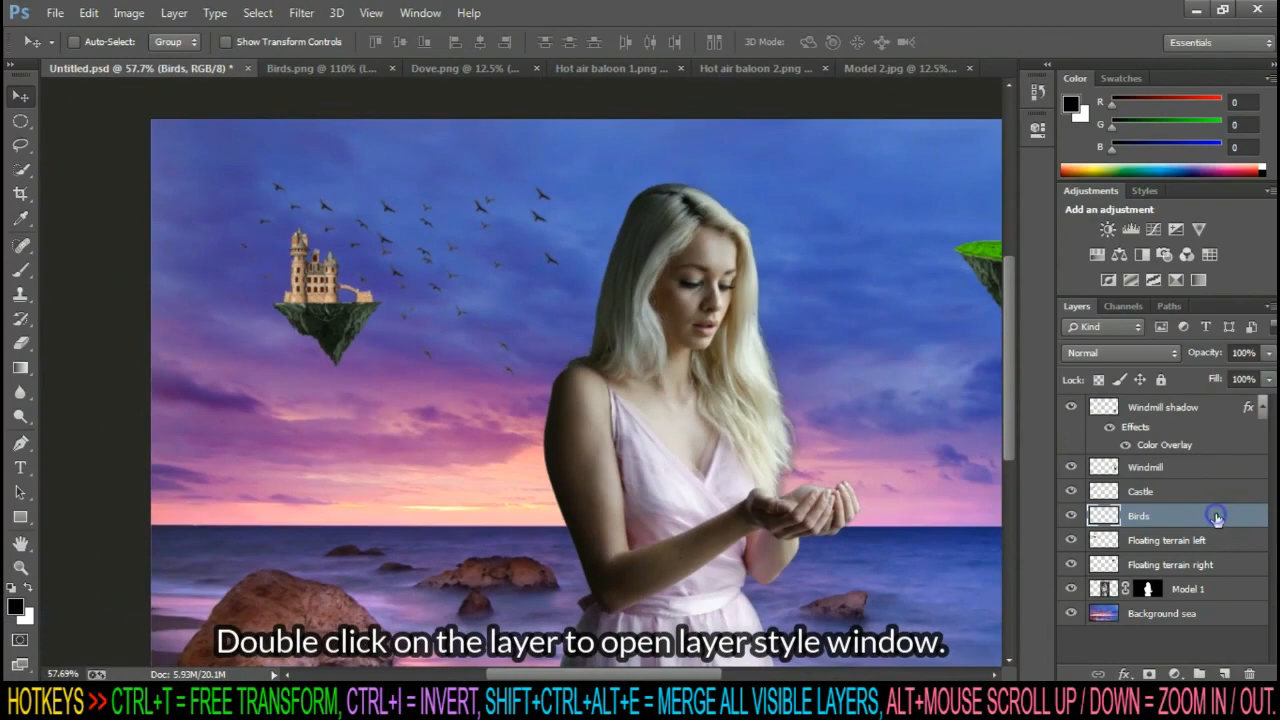 Ps File Edit Image Layer Type Select Filter 3D View Window Help
Auto-Select: Group Show Transform Controls 3D Mode: Essentials
Untitled.psd @ 57.7% (Birds, RGB/8) * × Birds.png @ 110% (L... × Dove.png @ 12.5% (... × Hot air baloon 1.png ... × Hot air baloon 2.png ... × Model 2.jpg @ 12.5%... ×
Color Swatches
R 0
G 0
B 0
Adjustments Styles
Add an adjustment
Layers Channels Paths
Kind
Normal Opacity: 100%
Lock: Fill: 100%
Windmill shadow fx
Effects
Color Overlay
Windmill
Castle
Birds
Floating terrain left
Floating terrain right
Model 1
Background sea
Double click on the layer to open layer style window.
57.69% Doc: 5.93M/20.1M
HOTKEYS >> CTRL+T = FREE TRANSFORM, CTRL+I = INVERT, SHIFT+CTRL+ALT+E = MERGE ALL VISIBLE LAYERS, ALT+MOUSE SCROLL UP / DOWN = ZOOM IN / OUT.